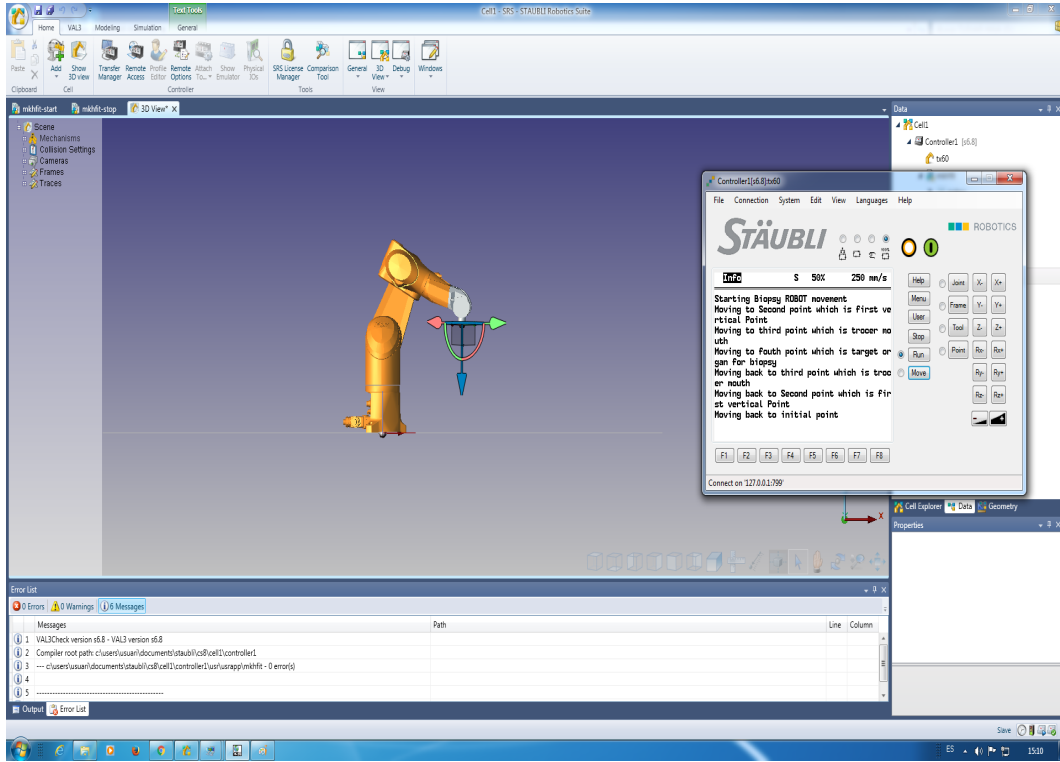 Text Tools
Cell1 - SRS - STAUBLI Robotics Suite
Home VAL3 Modeling Simulation General
Paste Add Show 3D view Transfer Manager Remote Access Profile Editor Remote Options Attach To... Show Emulator Physical IOs SRS License Manager Comparison Tool General 3D View Debug Windows
Clipboard Cell Controller Tools View
mkhfit-start mkhfit-stop 3D View* X
Scene
Mechanisms
Collision Settings
Cameras
Frames
Traces
Data
Cell1
Controller1 [s6.8]
tx60
Controller1[s6.8]:tx60
File Connection System Edit View Languages Help
STÄUBLI
ROBOTICS
100%
Info S 50% 250 mm/s
Starting Biopsy ROBOT movement
Moving to Second point which is first ve
rtical Point
Moving to third point which is trocer mo
uth
Moving to fouth point which is target or
gan for biopsy
Moving back to third point which is troc
er mouth
Moving back to Second point which is fir
st vertical Point
Moving back to initial point
Help Joint X- X+
Menu Frame Y- Y+
User
Tool Z- Z+
Stop
Run Point Rx- Rx+
Move Ry- Ry+
Rz- Rz+
- +
F1 F2 F3 F4 F5 F6 F7 F8
Connect on '127.0.0.1:799'
X
Cell Explorer Data Geometry
Properties
Error List
0 Errors 0 Warnings 6 Messages
Messages Path Line Column
1 VAL3Check version s6.8 - VAL3 version s6.8
2 Compiler root path: c:\users\usuari\documents\staubli\cs8\cell1\controller1
3 --- c:\users\usuari\documents\staubli\cs8\cell1\controller1\usr\usrapp\mkhfit - 0 error(s)
4
5 ------------------------------------------------
Output Error List
Slave
ES 15:10